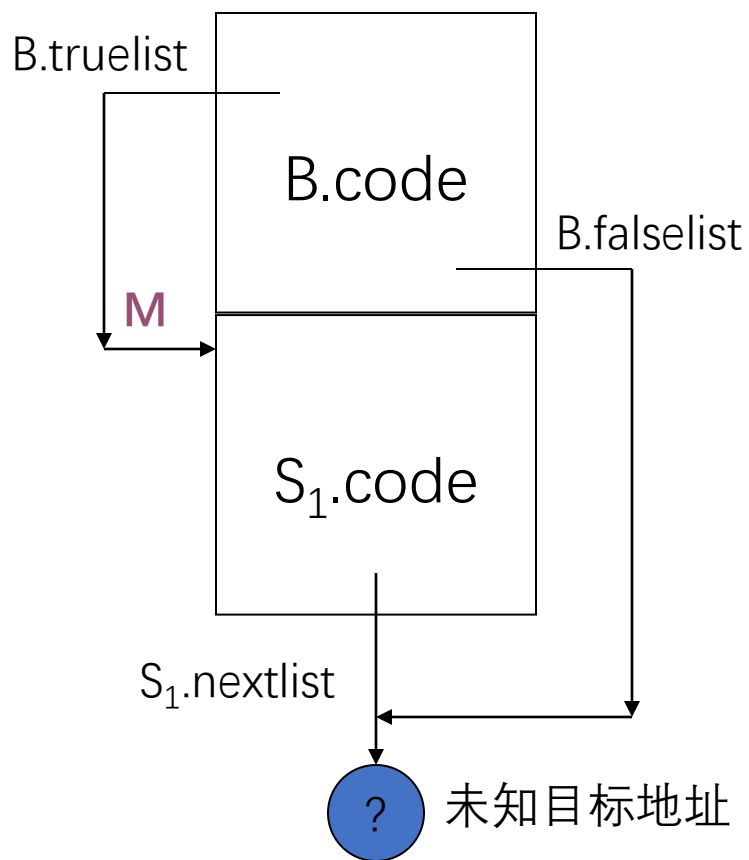 B.truelist
B.code
B.falselist
M
S₁.code
S₁.nextlist
?
未知目标地址